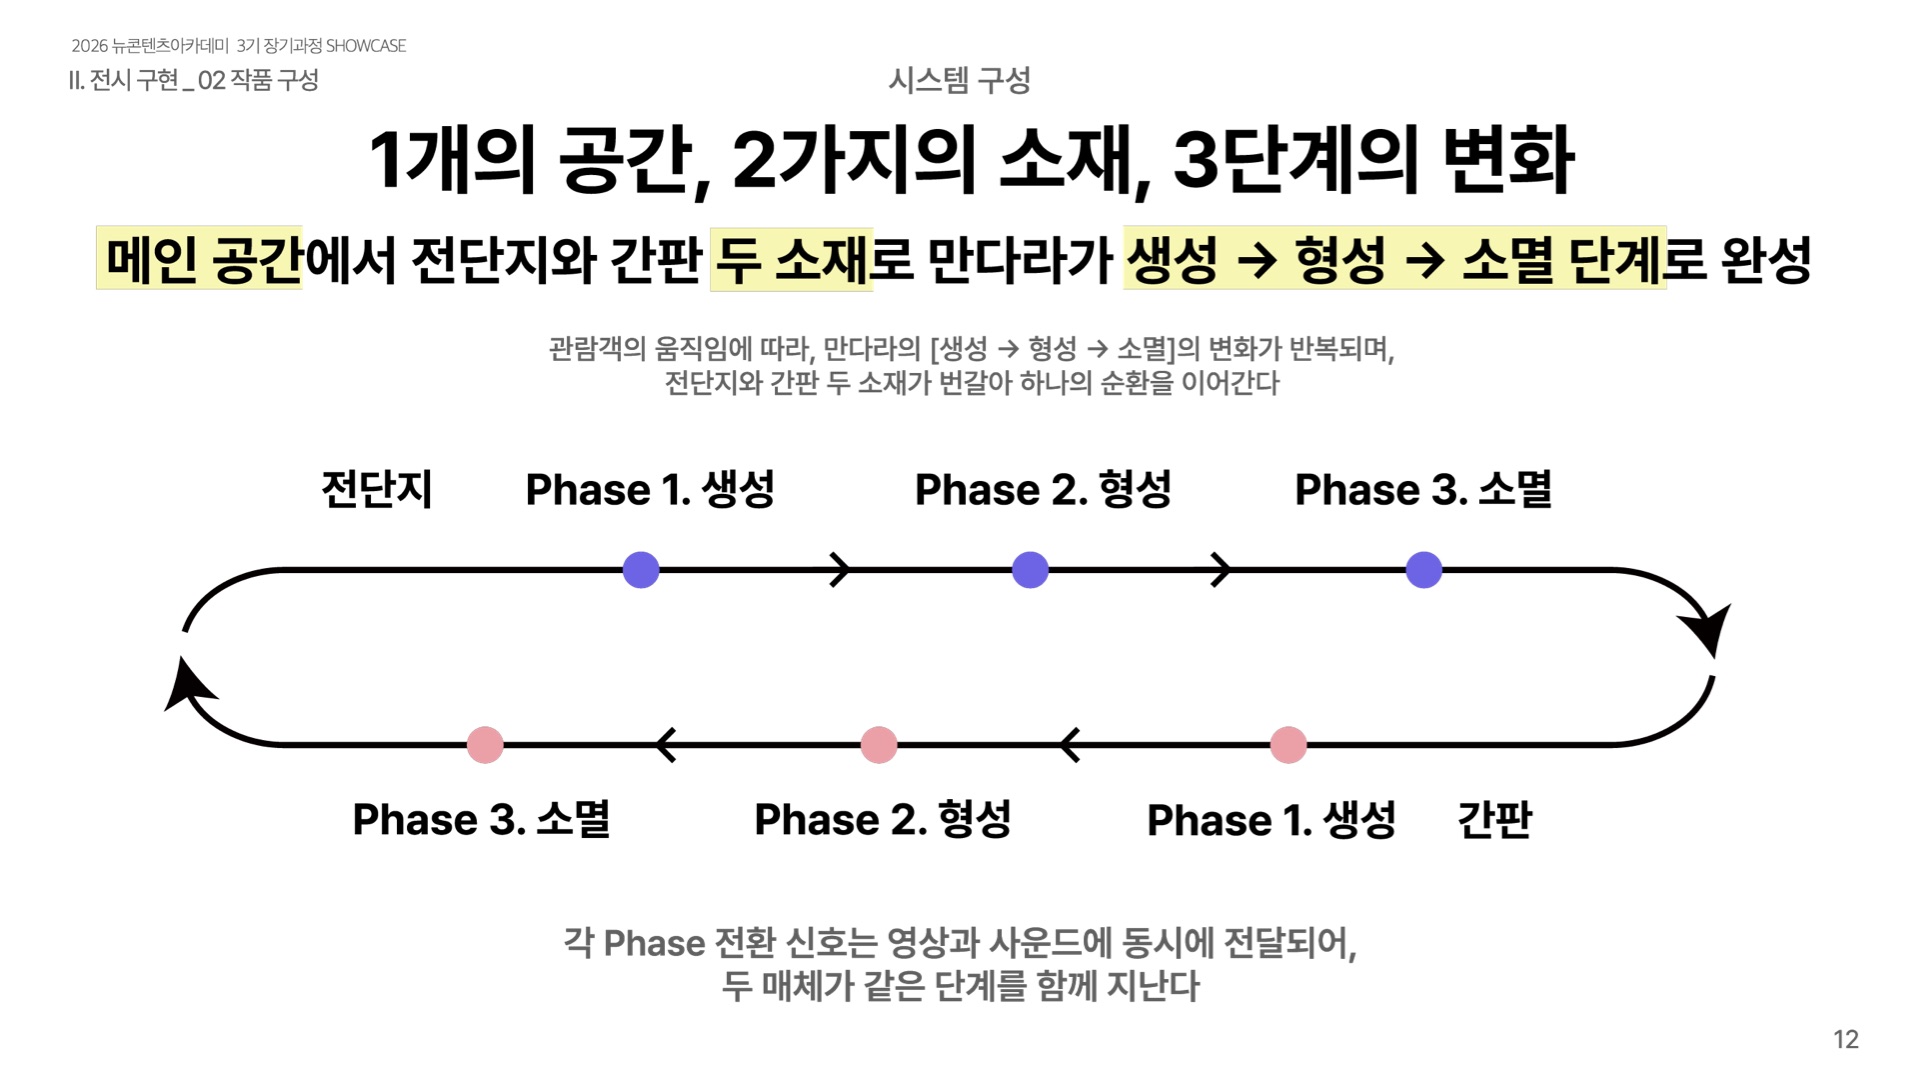 2026 뉴콘텐츠아카데미 3기 장기과정 SHOWCASE
II. 전시 구현 _ 02 작품 구성
시스템 구성
1개의 공간, 2가지의 소재, 3단계의 변화
메인 공간에서 전단지와 간판 두 소재로 만다라가 생성 → 형성 → 소멸 단계로 완성
관람객의 움직임에 따라, 만다라의 [생성 → 형성 → 소멸]의 변화가 반복되며,
전단지와 간판 두 소재가 번갈아 하나의 순환을 이어간다
전단지 Phase 1. 생성 Phase 2. 형성 Phase 3. 소멸
Phase 3. 소멸 Phase 2. 형성 Phase 1. 생성 간판
각 Phase 전환 신호는 영상과 사운드에 동시에 전달되어,
두 매체가 같은 단계를 함께 지난다
12